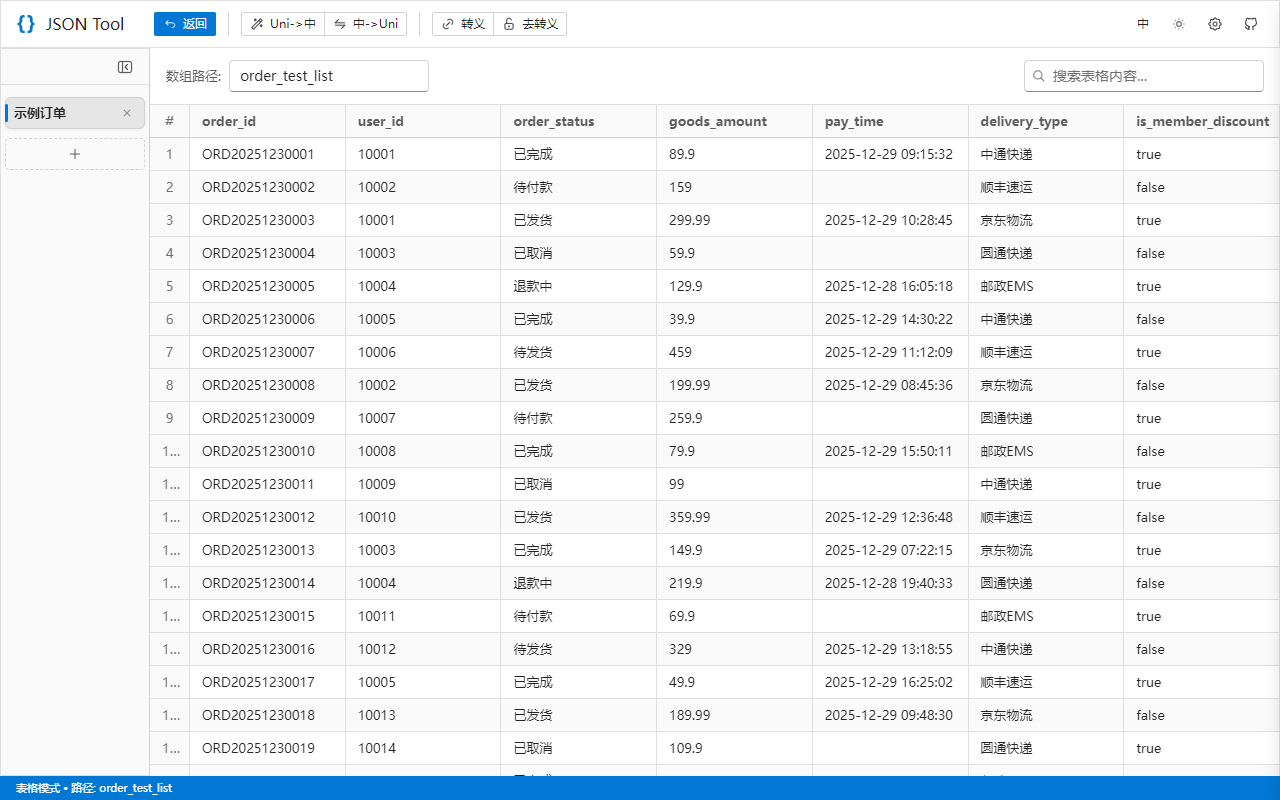 JSON Tool 返回 Uni->中 中->Uni 转义 去转义 中
数组路径: order_test_list 搜索表格内容...
示例订单
# order_id user_id order_status goods_amount pay_time delivery_type is_member_discount
1 ORD20251230001 10001 已完成 89.9 2025-12-29 09:15:32 中通快递 true
2 ORD20251230002 10002 待付款 159 顺丰速运 false
3 ORD20251230003 10001 已发货 299.99 2025-12-29 10:28:45 京东物流 true
4 ORD20251230004 10003 已取消 59.9 圆通快递 false
5 ORD20251230005 10004 退款中 129.9 2025-12-28 16:05:18 邮政EMS true
6 ORD20251230006 10005 已完成 39.9 2025-12-29 14:30:22 中通快递 false
7 ORD20251230007 10006 待发货 459 2025-12-29 11:12:09 顺丰速运 true
8 ORD20251230008 10002 已发货 199.99 2025-12-29 08:45:36 京东物流 false
9 ORD20251230009 10007 待付款 259.9 圆通快递 true
1... ORD20251230010 10008 已完成 79.9 2025-12-29 15:50:11 邮政EMS false
1... ORD20251230011 10009 已取消 99 中通快递 true
1... ORD20251230012 10010 已发货 359.99 2025-12-29 12:36:48 顺丰速运 false
1... ORD20251230013 10003 已完成 149.9 2025-12-29 07:22:15 京东物流 true
1... ORD20251230014 10004 退款中 219.9 2025-12-28 19:40:33 圆通快递 false
1... ORD20251230015 10011 待付款 69.9 邮政EMS true
1... ORD20251230016 10012 待发货 329 2025-12-29 13:18:55 中通快递 false
1... ORD20251230017 10005 已完成 49.9 2025-12-29 16:25:02 顺丰速运 true
1... ORD20251230018 10013 已发货 189.99 2025-12-29 09:48:30 京东物流 false
1... ORD20251230019 10014 已取消 109.9 圆通快递 true
表格模式 • 路径: order_test_list